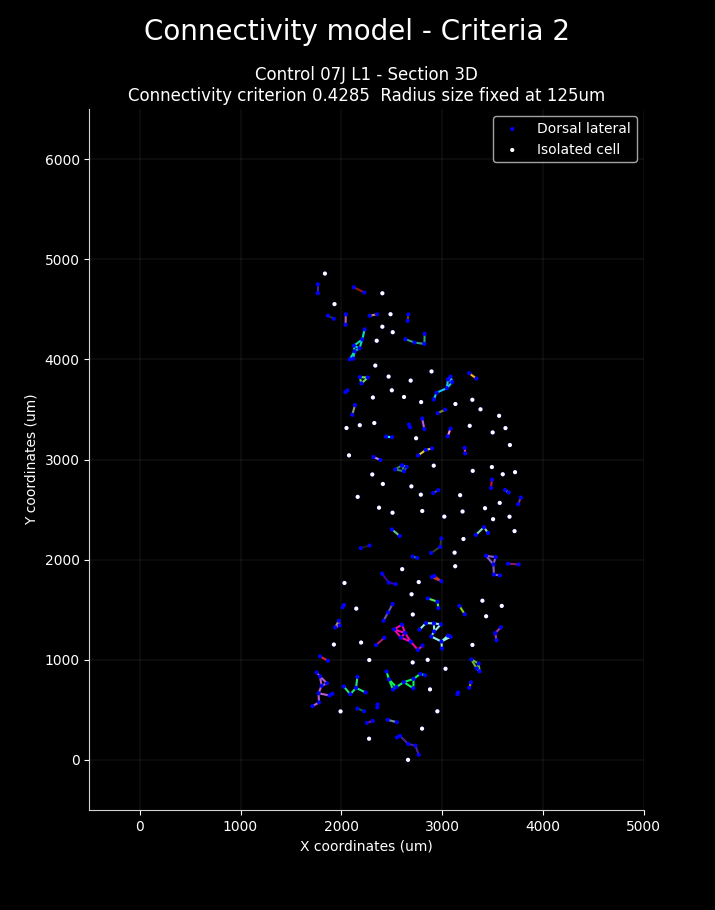 Connectivity model - Criteria 2
Control 07J L1 - Section 3D
Connectivity criterion 0.4285  Radius size fixed at 125um
Dorsal lateral
Isolated cell
6000
5000
4000
3000
2000
1000
0
Y coordinates (um)
0 1000 2000 3000 4000 5000
X coordinates (um)